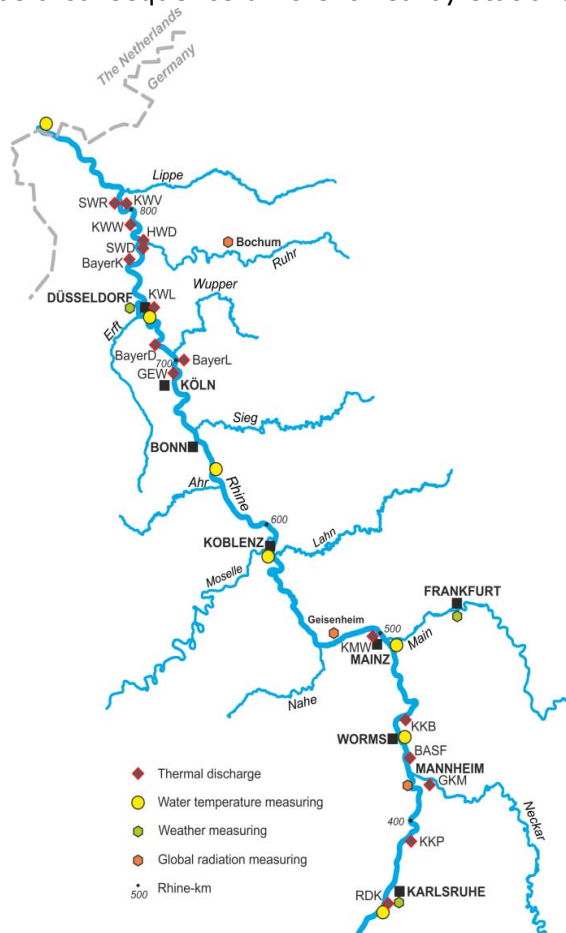 The Netherlands
Germany
Lippe
SWR
KWV
800
KWW
HWD
SWD
Bochum
BayerK
Ruhr
Wupper
DÜSSELDORF
KWL
Erft
BayerD
700
BayerL
GEW
KÖLN
Sieg
BONN
Ahr
Rhine
600
KOBLENZ
Lahn
Moselle
FRANKFURT
Geisenheim
500
Main
KMW
MAINZ
Nahe
KKB
WORMS
BASF
MANNHEIM
GKM
Neckar
400
KKP
RDK
KARLSRUHE
Thermal discharge
Water temperature measuring
Weather measuring
Global radiation measuring
500 Rhine-km